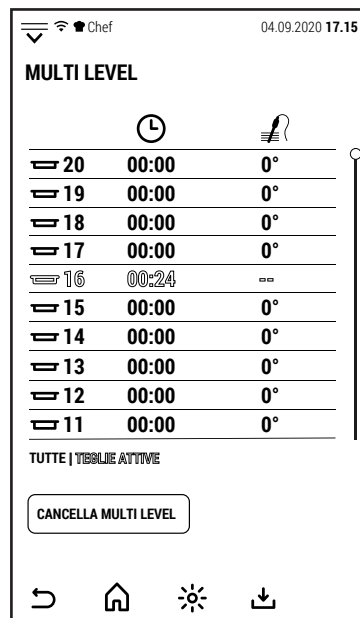 Chef 04.09.2020 17.15
MULTI LEVEL
20 00:00 0°
19 00:00 0°
18 00:00 0°
17 00:00 0°
16 00:24 --
15 00:00 0°
14 00:00 0°
13 00:00 0°
12 00:00 0°
11 00:00 0°
TUTTE | TEGLIE ATTIVE
CANCELLA MULTI LEVEL